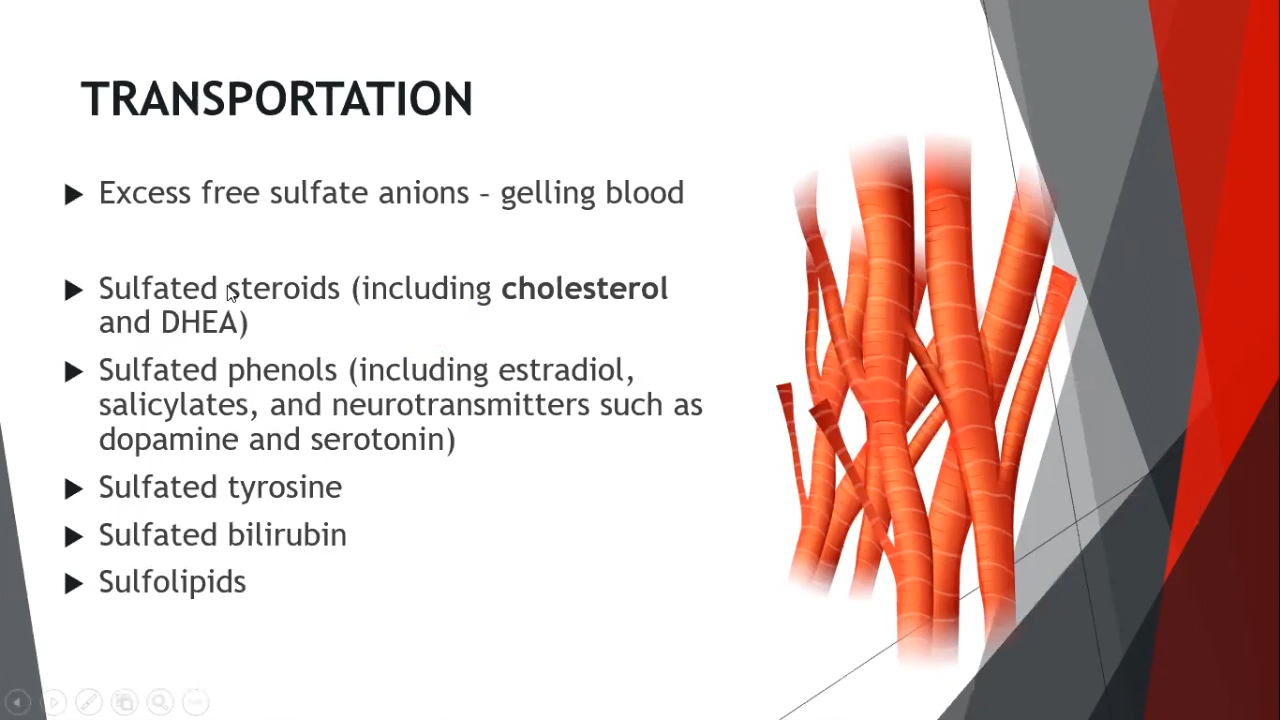 TRANSPORTATION
Excess free sulfate anions – gelling blood
Sulfated steroids (including cholesterol
and DHEA)
Sulfated phenols (including estradiol,
salicylates, and neurotransmitters such as
dopamine and serotonin)
Sulfated tyrosine
Sulfated bilirubin
Sulfolipids